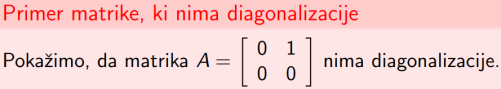 Primer matrike, ki nima diagonalizacije
Pokažimo, da matrika A = [ 0 1 ; 0 0 ] nima diagonalizacije.